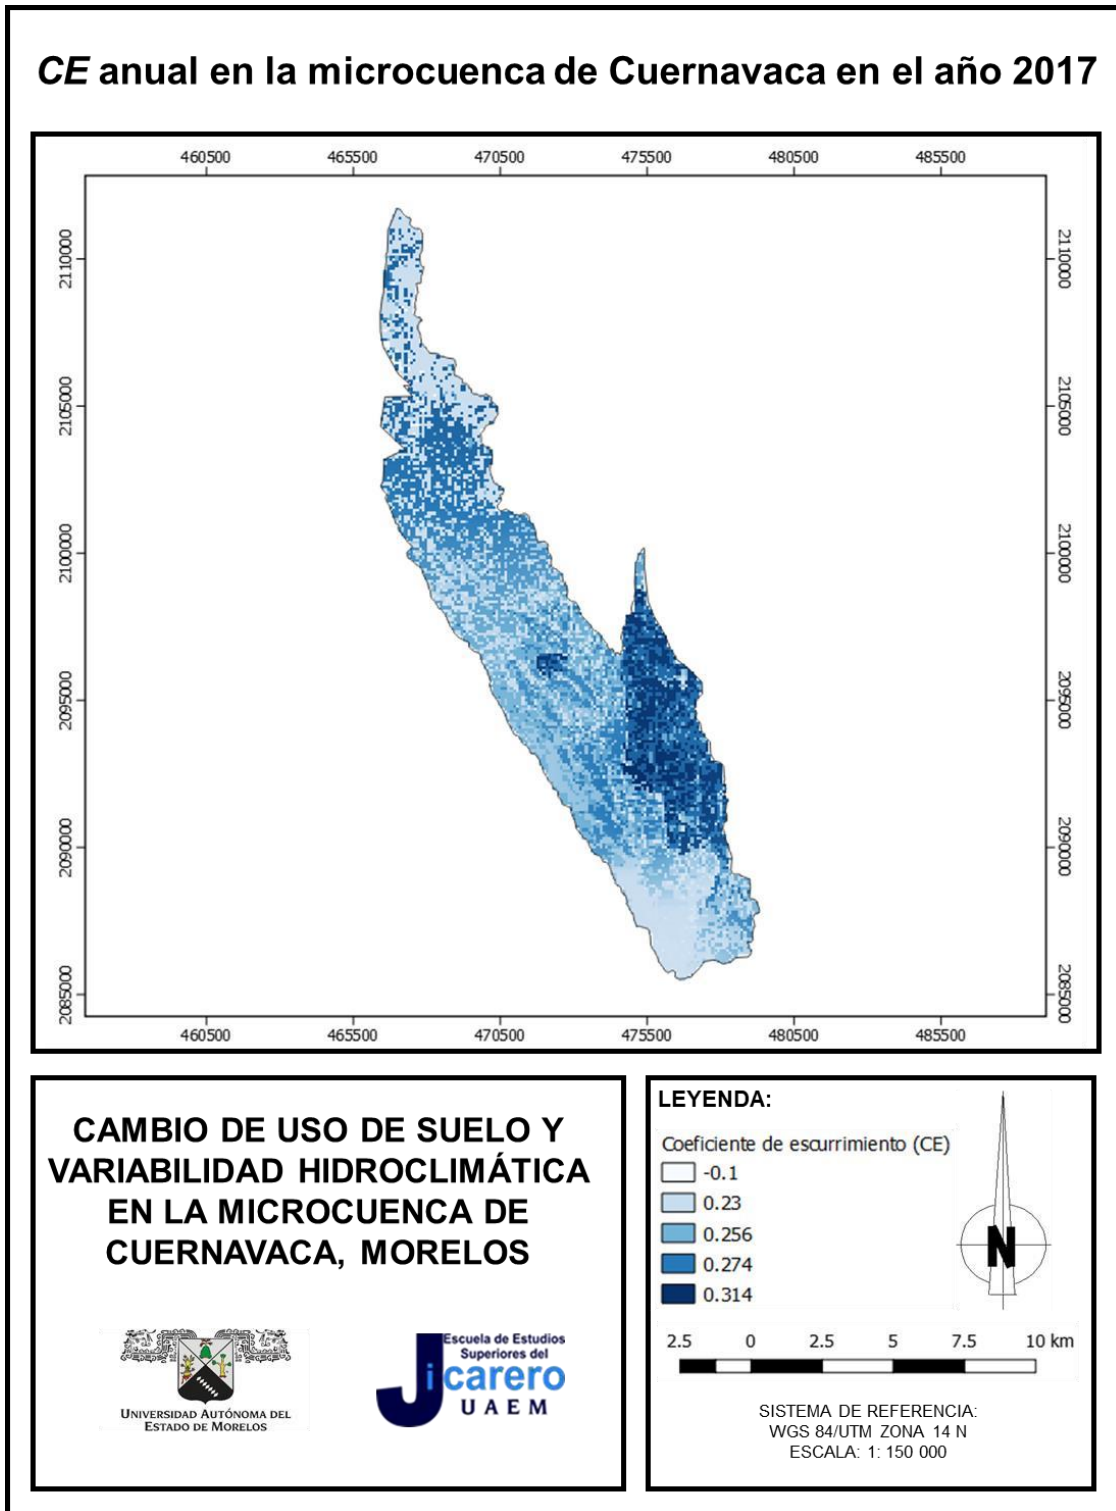 CE anual en la microcuenca de Cuernavaca en el año 2017
460500 465500 470500 475500 480500 485500
2110000 2110000
2105000 2105000
2100000 2100000
2095000 2095000
2090000 2090000
2085000 2085000
460500 465500 470500 475500 480500 485500
CAMBIO DE USO DE SUELO Y
VARIABILIDAD HIDROCLIMÁTICA
EN LA MICROCUENCA DE
CUERNAVACA, MORELOS
UNIVERSIDAD AUTÓNOMA DEL
ESTADO DE MORELOS
Escuela de Estudios
Superiores del
Jicarero
UAEM
LEYENDA:
Coeficiente de escurrimiento (CE)
-0.1
0.23
0.256
0.274
0.314
N
2.5 0 2.5 5 7.5 10 km
SISTEMA DE REFERENCIA:
WGS 84/UTM ZONA 14 N
ESCALA: 1: 150 000